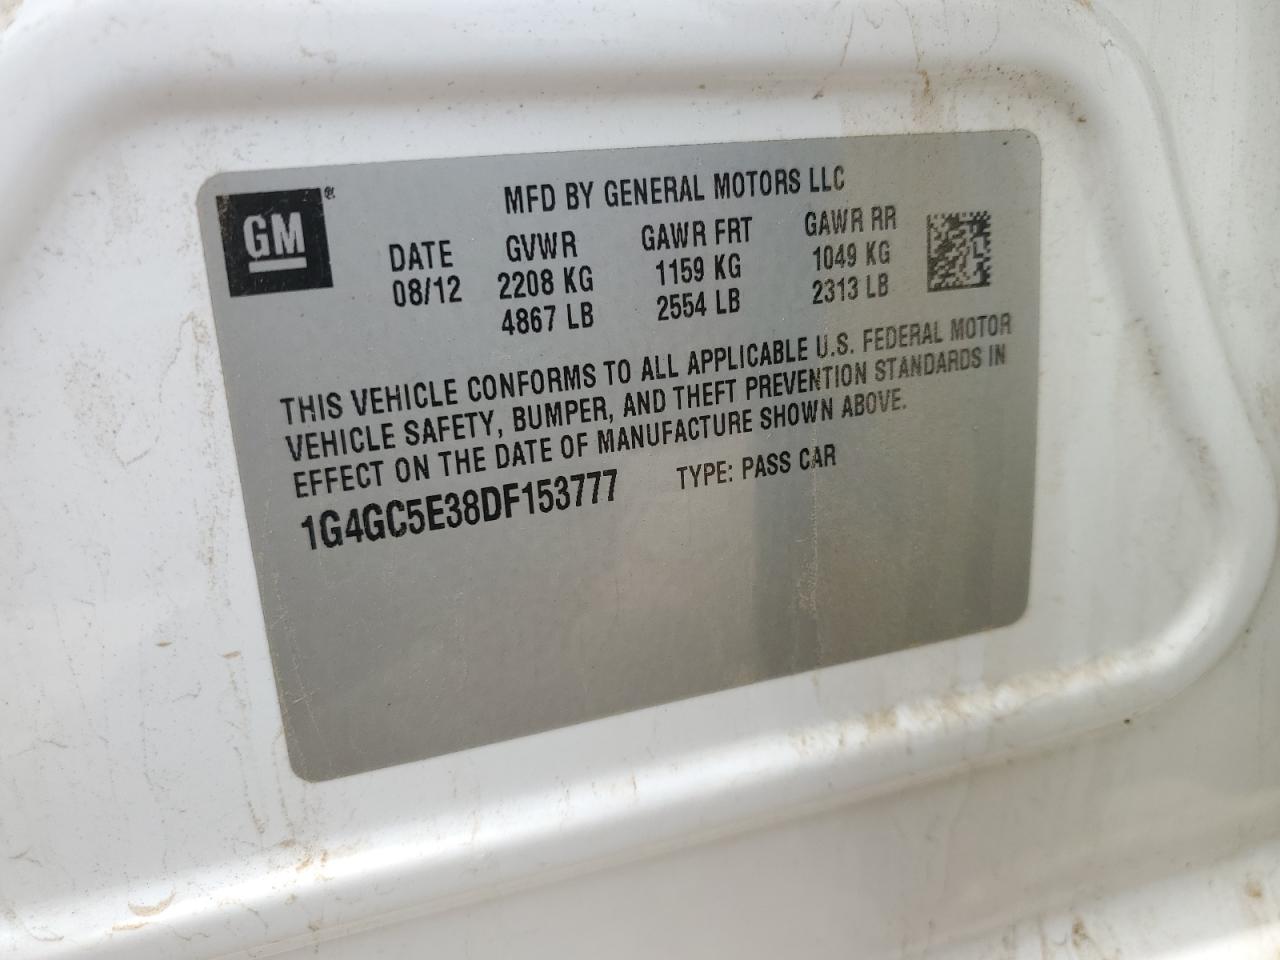 GM®
MFD BY GENERAL MOTORS LLC
DATE GVWR GAWR FRT GAWR RR
08/12 2208 KG 1159 KG 1049 KG
4867 LB 2554 LB 2313 LB
THIS VEHICLE CONFORMS TO ALL APPLICABLE U.S. FEDERAL MOTOR
VEHICLE SAFETY, BUMPER, AND THEFT PREVENTION STANDARDS IN
EFFECT ON THE DATE OF MANUFACTURE SHOWN ABOVE.
1G4GC5E38DF153777 TYPE: PASS CAR